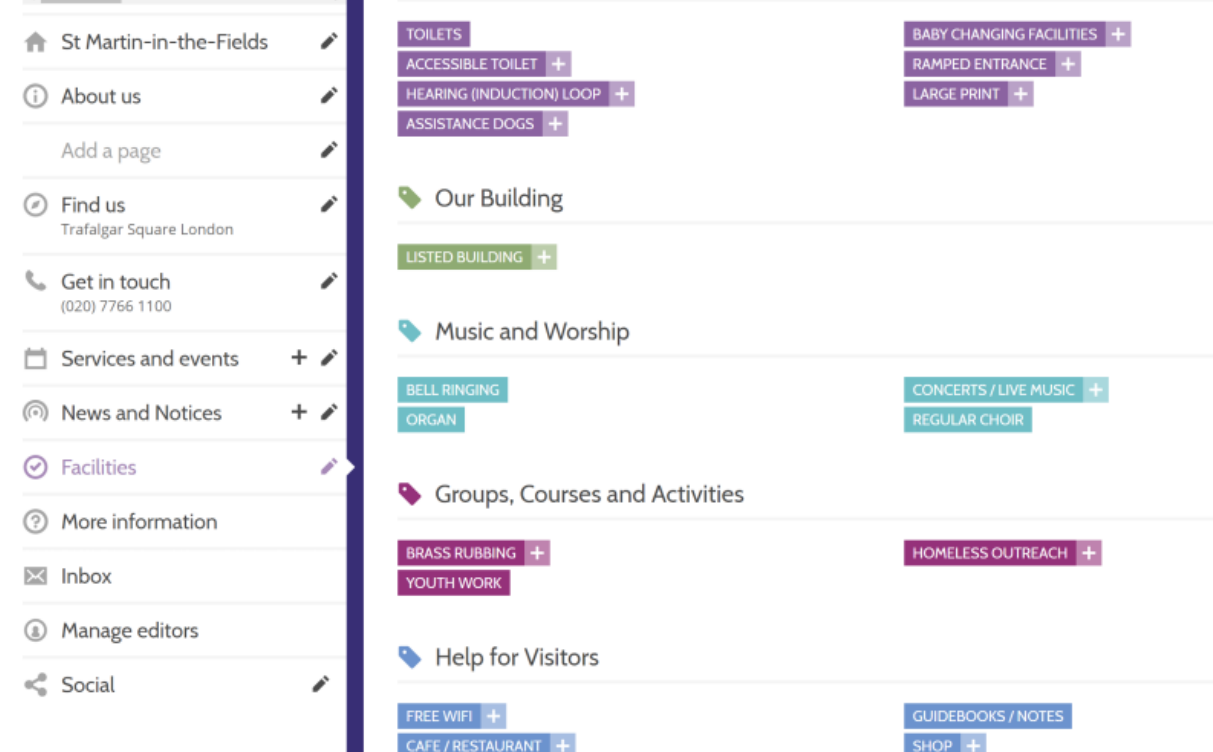 St Martin-in-the-Fields
About us
Add a page
Find us
Trafalgar Square London
Get in touch
(020) 7766 1100
Services and events
News and Notices
Facilities
More information
Inbox
Manage editors
Social
TOILETS
ACCESSIBLE TOILET +
HEARING (INDUCTION) LOOP +
ASSISTANCE DOGS +
BABY CHANGING FACILITIES +
RAMPED ENTRANCE +
LARGE PRINT +
Our Building
LISTED BUILDING +
Music and Worship
BELL RINGING
ORGAN
CONCERTS / LIVE MUSIC +
REGULAR CHOIR
Groups, Courses and Activities
BRASS RUBBING +
YOUTH WORK
HOMELESS OUTREACH +
Help for Visitors
FREE WIFI +
CAFE / RESTAURANT +
GUIDEBOOKS / NOTES
SHOP +